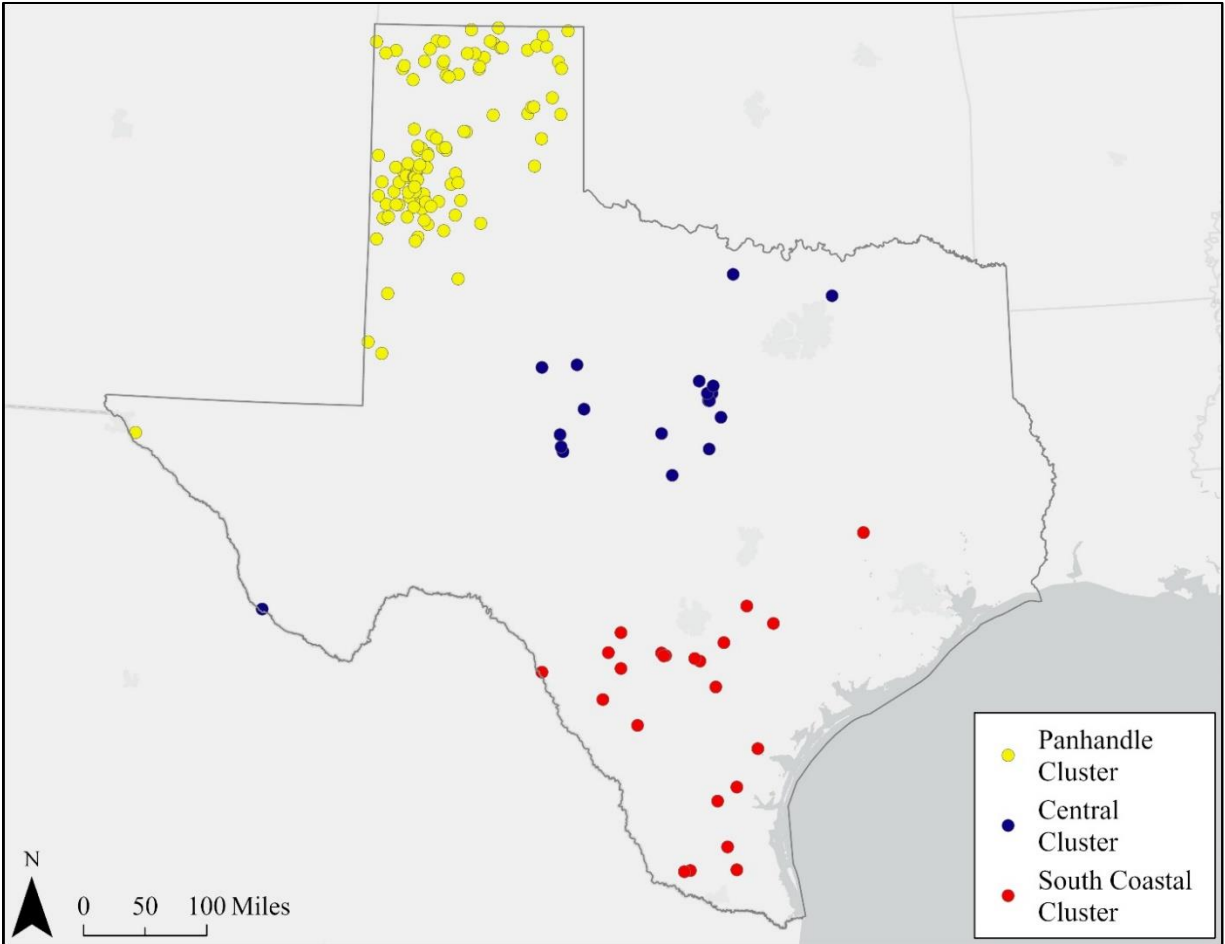 Panhandle
Cluster
Central
Cluster
South Coastal
Cluster
N
0 50 100 Miles